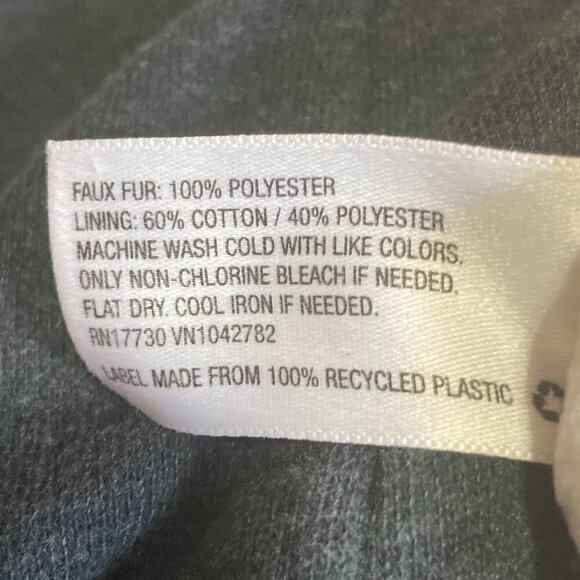 FAUX FUR: 100% POLYESTER
LINING: 60% COTTON / 40% POLYESTER
MACHINE WASH COLD WITH LIKE COLORS.
ONLY NON-CHLORINE BLEACH IF NEEDED.
FLAT DRY. COOL IRON IF NEEDED.
RN17730 VN1042782
LABEL MADE FROM 100% RECYCLED PLASTIC